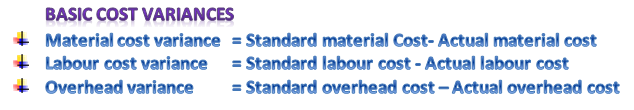 BASIC COST VARIANCES
Material cost variance = Standard material Cost- Actual material cost
Labour cost variance = Standard labour cost - Actual labour cost
Overhead variance = Standard overhead cost – Actual overhead cost